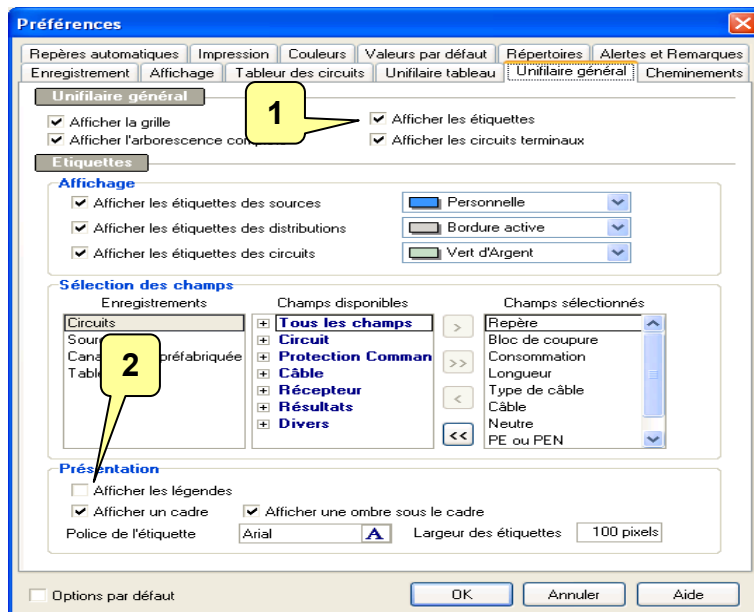 Préférences
Repères automatiques Impression Couleurs Valeurs par défaut Répertoires Alertes et Remarques
Enregistrement Affichage Tableur des circuits Unifilaire tableau Unifilaire général Cheminements
Unifilaire général
1
Afficher la grille Afficher les étiquettes
Afficher l'arborescence Afficher les circuits terminaux
Etiquettes
Affichage
Afficher les étiquettes des sources Personnelle
Afficher les étiquettes des distributions Bordure active
Afficher les étiquettes des circuits Vert d'Argent
Sélection des champs
Enregistrements Champs disponibles Champs sélectionnés
Circuits Tous les champs > Repère
Circuit Bloc de coupure
préfabriquée Protection Comman >> Consommation
2
Câble Longueur
Récepteur < Type de câble
Résultats Câble
Divers << Neutre
PE ou PEN
Présentation
Afficher les légendes
Afficher un cadre Afficher une ombre sous le cadre
Police de l'étiquette Arial A Largeur des étiquettes 100 pixels
Options par défaut OK Annuler Aide